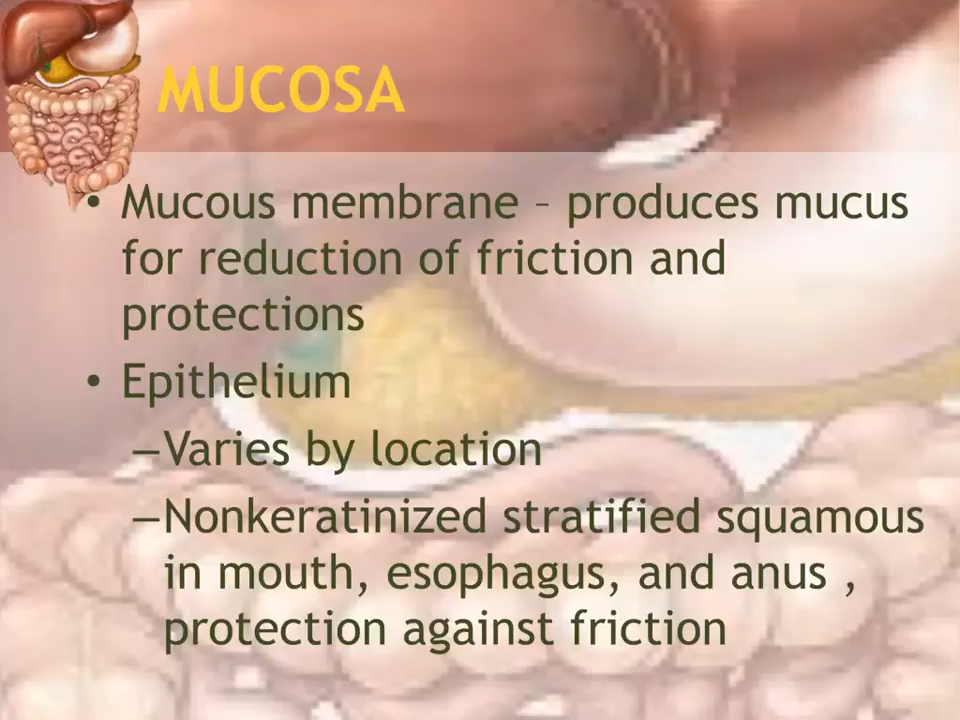 MUCOSA
• Mucous membrane – produces mucus
for reduction of friction and
protections
• Epithelium
–Varies by location
–Nonkeratinized stratified squamous
in mouth, esophagus, and anus ,
protection against friction